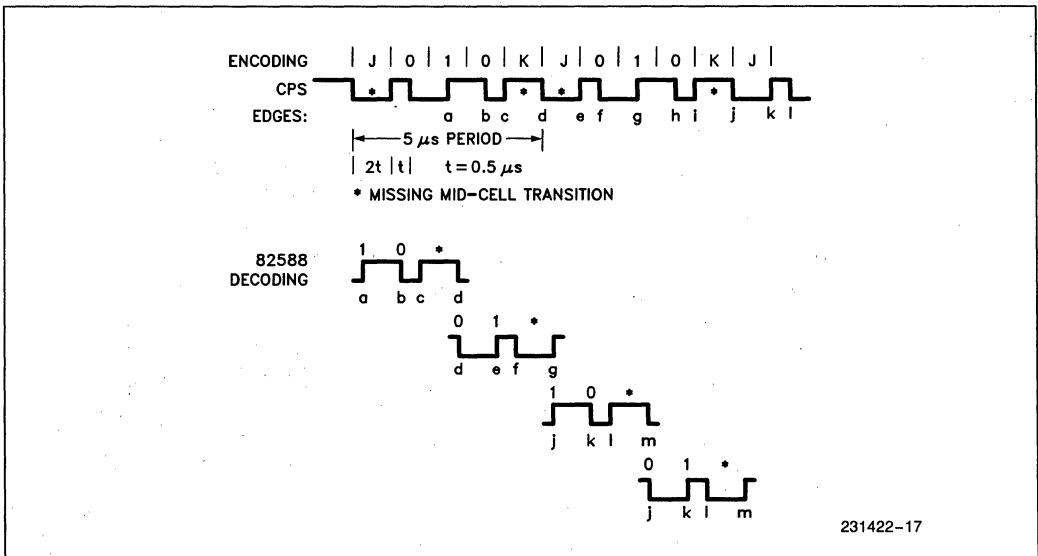 ENCODING | J | 0 | 1 | 0 | K | J | 0 | 1 | 0 | K | J |
CPS * * * *
EDGES: a b c d e f g h i j k l
5 μs PERIOD
| 2t | t | t = 0.5 μs
* MISSING MID-CELL TRANSITION
82588
DECODING
1 0 *
a b c d
0 1 *
d e f g
1 0 *
j k l m
0 1 *
j k l m
231422-17